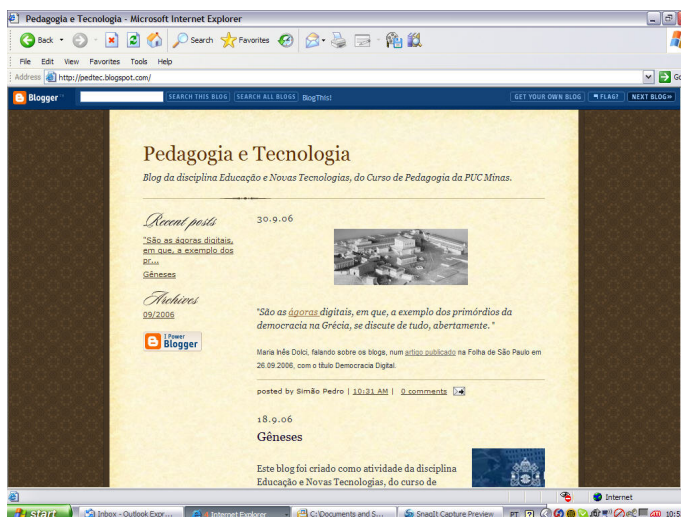 Pedagogia e Tecnologia - Microsoft Internet Explorer
Back
Search
Favorites
File Edit View Favorites Tools Help
Address http://pedtec.blogspot.com/
Go
Blogger
SEARCH THIS BLOG
SEARCH ALL BLOGS
BlogThis!
GET YOUR OWN BLOG
FLAG?
NEXT BLOG»
Pedagogia e Tecnologia
Blog da disciplina Educação e Novas Tecnologias, do Curso de Pedagogia da PUC Minas.
Recent posts
"São as ágoras digitais,
em que, a exemplo dos
pr...
Gêneses
Archives
09/2006
I Power
Blogger
30.9.06
"São as ágoras digitais, em que, a exemplo dos primórdios da
democracia na Grécia, se discute de tudo, abertamente."
Maria Inês Dolci, falando sobre os blogs, num artigo publicado na Folha de São Paulo em
26.09.2006, com o título Democracia Digital.
posted by Simão Pedro | 10:31 AM | 0 comments
18.9.06
Gêneses
Este blog foi criado como atividade da disciplina
Educação e Novas Tecnologias, do curso de
Internet
start
Inbox - Outlook Expr...
Internet Explorer
C:\Documents and S...
SnagIt Capture Preview
PT
10:5